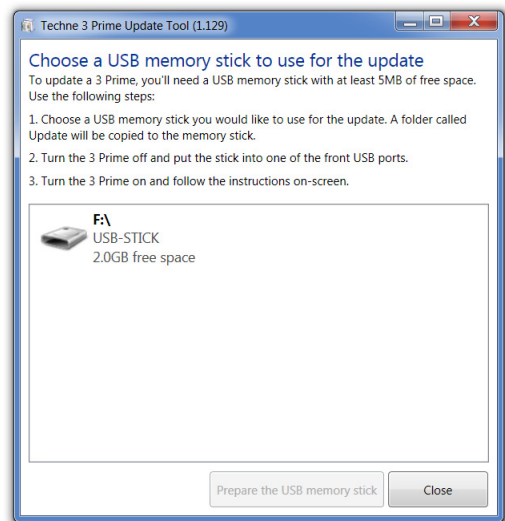 Techne 3 Prime Update Tool (1.129)
Choose a USB memory stick to use for the update
To update a 3 Prime, you'll need a USB memory stick with at least 5MB of free space.
Use the following steps:
1. Choose a USB memory stick you would like to use for the update. A folder called
Update will be copied to the memory stick.
2. Turn the 3 Prime off and put the stick into one of the front USB ports.
3. Turn the 3 Prime on and follow the instructions on-screen.
F:\
USB-STICK
2.0GB free space
Prepare the USB memory stick
Close